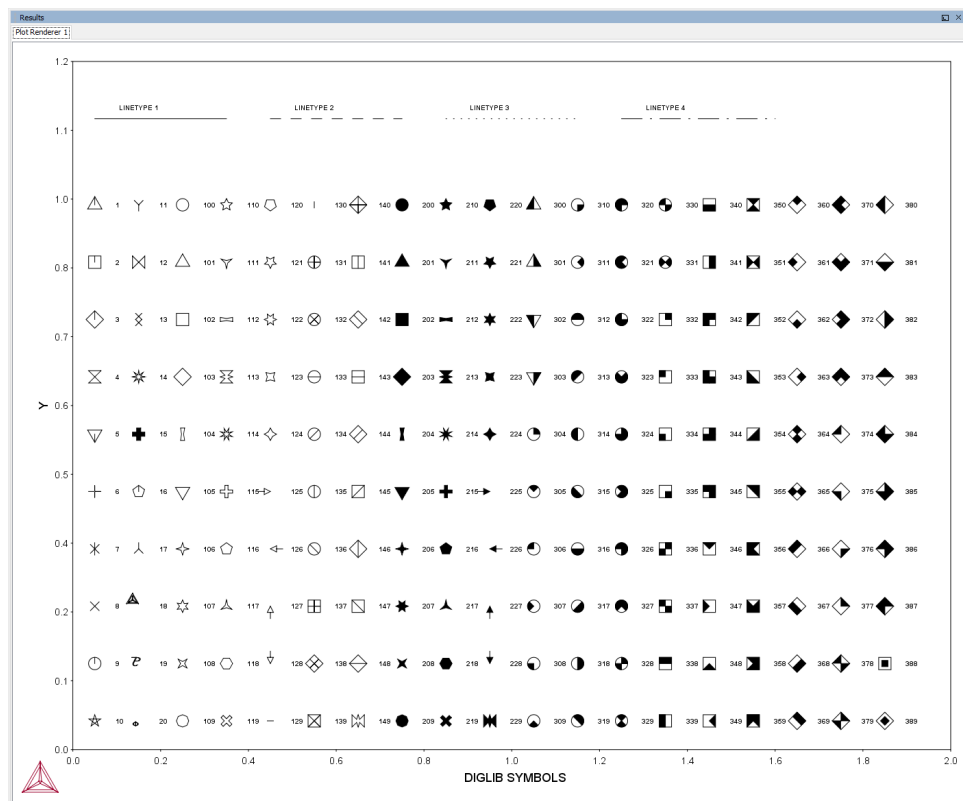 Results
Plot Renderer 1
1.2
LINETYPE 1 LINETYPE 2 LINETYPE 3 LINETYPE 4
1.1
1.0 1 11 100 110 120 130 140 200 210 220 300 310 320 330 340 350 360 370 380
2 12 101 111 121 131 141 201 211 221 301 311 321 331 341 351 361 371 381
0.8
3 13 102 112 122 132 142 202 212 222 302 312 322 332 342 352 362 372 382
0.7
4 14 103 113 123 133 143 203 213 223 303 313 323 333 343 353 363 373 383
0.6
Y
5 15 104 114 124 134 144 204 214 224 304 314 324 334 344 354 364 374 384
0.5
6 16 105 115 125 135 145 205 215 225 305 315 325 335 345 355 365 375 385
0.4
7 17 106 116 126 136 146 206 216 226 306 316 326 336 346 356 366 376 386
0.2 8 18 107 117 127 137 147 207 217 227 307 317 327 337 347 357 367 377 387
9 19 108 118 128 138 148 208 218 228 308 318 328 338 348 358 368 378 388
0.1
10 20 109 119 129 139 149 209 219 229 309 319 329 339 349 359 369 379 389
0.0
0.0 0.2 0.4 0.6 0.8 1.0 1.2 1.4 1.6 1.8 2.0
DIGLIB SYMBOLS